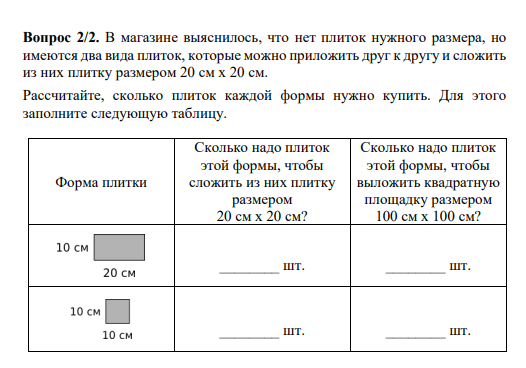 Вопрос 2/2. В магазине выяснилось, что нет плиток нужного размера, но
имеются два вида плиток, которые можно приложить друг к другу и сложить
из них плитку размером 20 см х 20 см.
Рассчитайте, сколько плиток каждой формы нужно купить. Для этого
заполните следующую таблицу.
Форма плитки
Сколько надо плиток
этой формы, чтобы
сложить из них плитку
размером
20 см х 20 см?
Сколько надо плиток
этой формы, чтобы
выложить квадратную
площадку размером
100 см х 100 см?
10 см
20 см
________ шт.
________ шт.
10 см
10 см
________ шт.
________ шт.